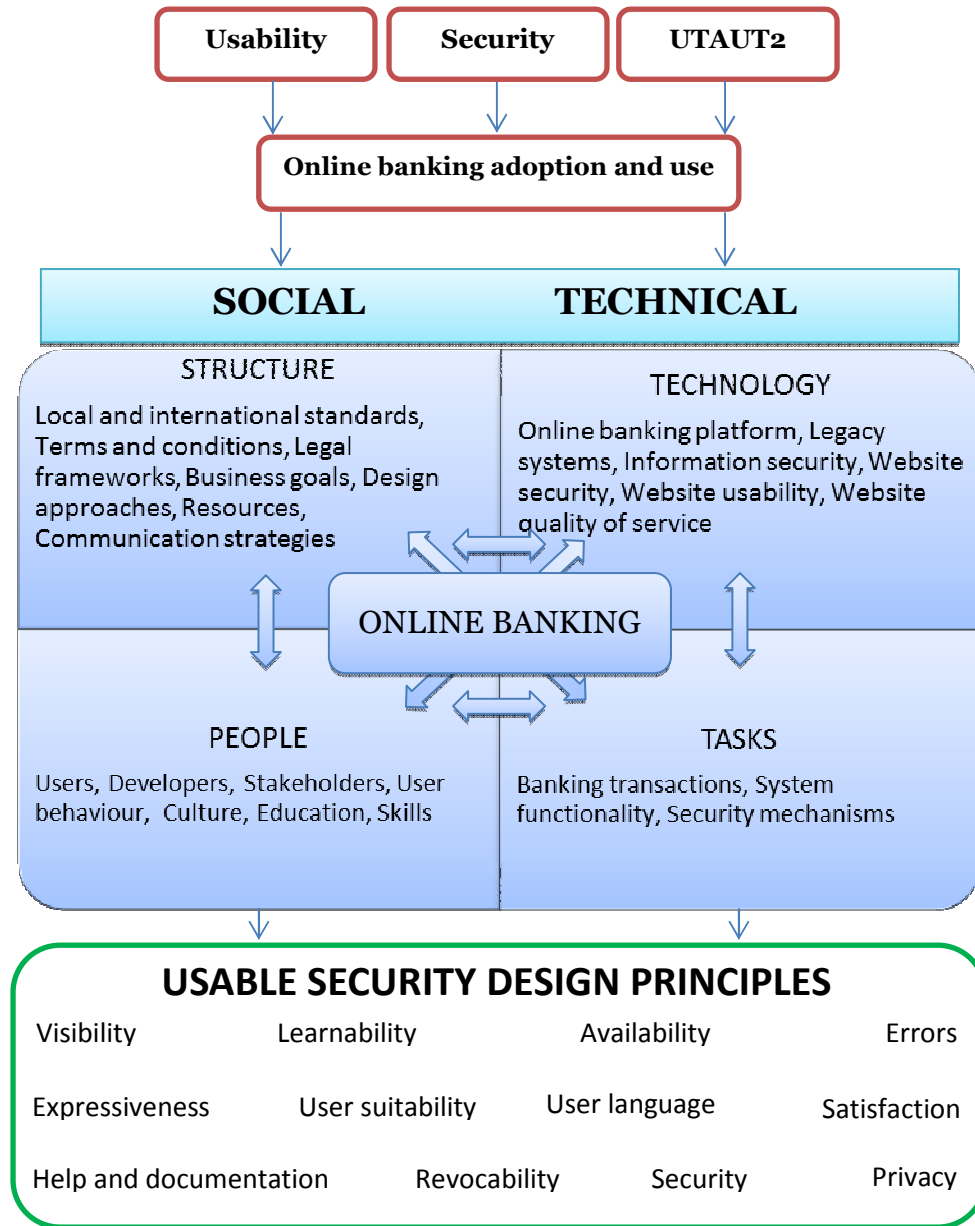 Usability
Security
UTAUT2
Online banking adoption and use
SOCIAL
TECHNICAL
STRUCTURE
Local and international standards,
Terms and conditions, Legal
frameworks, Business goals, Design
approaches, Resources,
Communication strategies
TECHNOLOGY
Online banking platform, Legacy
systems, Information security, Website
security, Website usability, Website
quality of service
ONLINE BANKING
PEOPLE
Users, Developers, Stakeholders, User
behaviour, Culture, Education, Skills
TASKS
Banking transactions, System
functionality, Security mechanisms
USABLE SECURITY DESIGN PRINCIPLES
Visibility Learnability Availability Errors
Expressiveness User suitability User language Satisfaction
Help and documentation Revocability Security Privacy